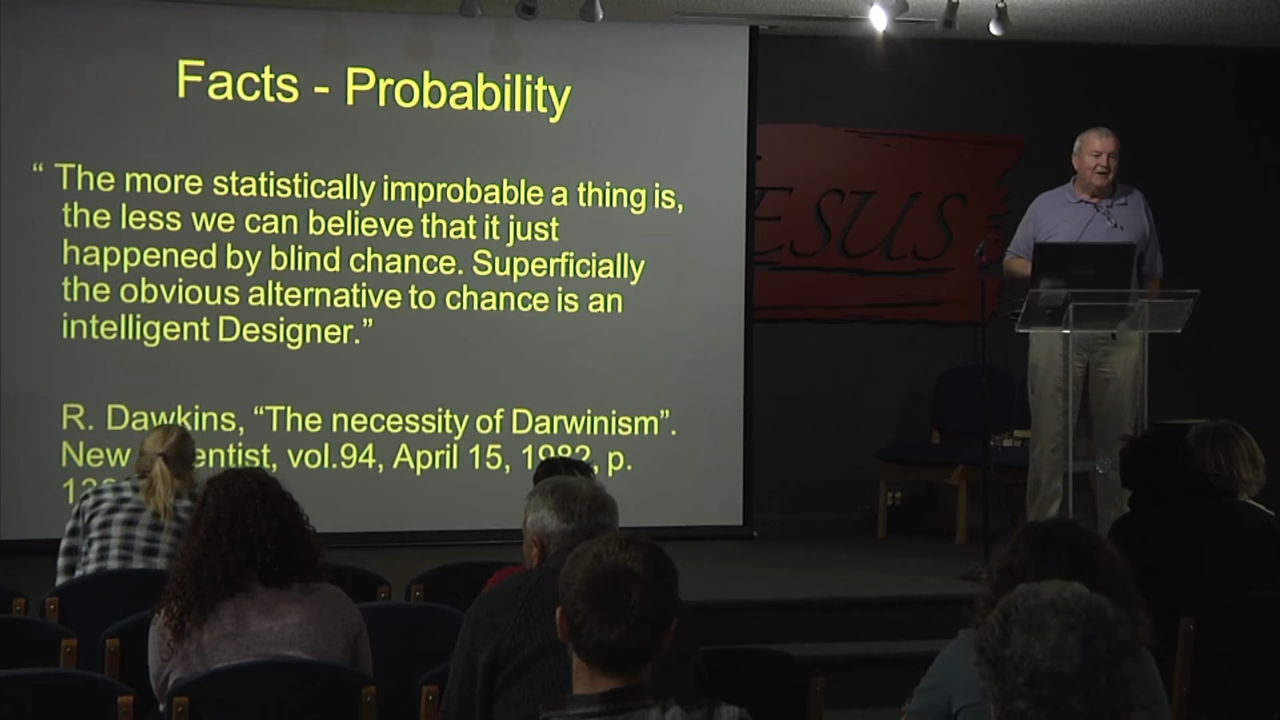 Facts - Probability
“ The more statistically improbable a thing is,
the less we can believe that it just
happened by blind chance. Superficially
the obvious alternative to chance is an
intelligent Designer.”
R. Dawkins, “The necessity of Darwinism”.
New vol.94, April 15, 1982, p.
ESUS